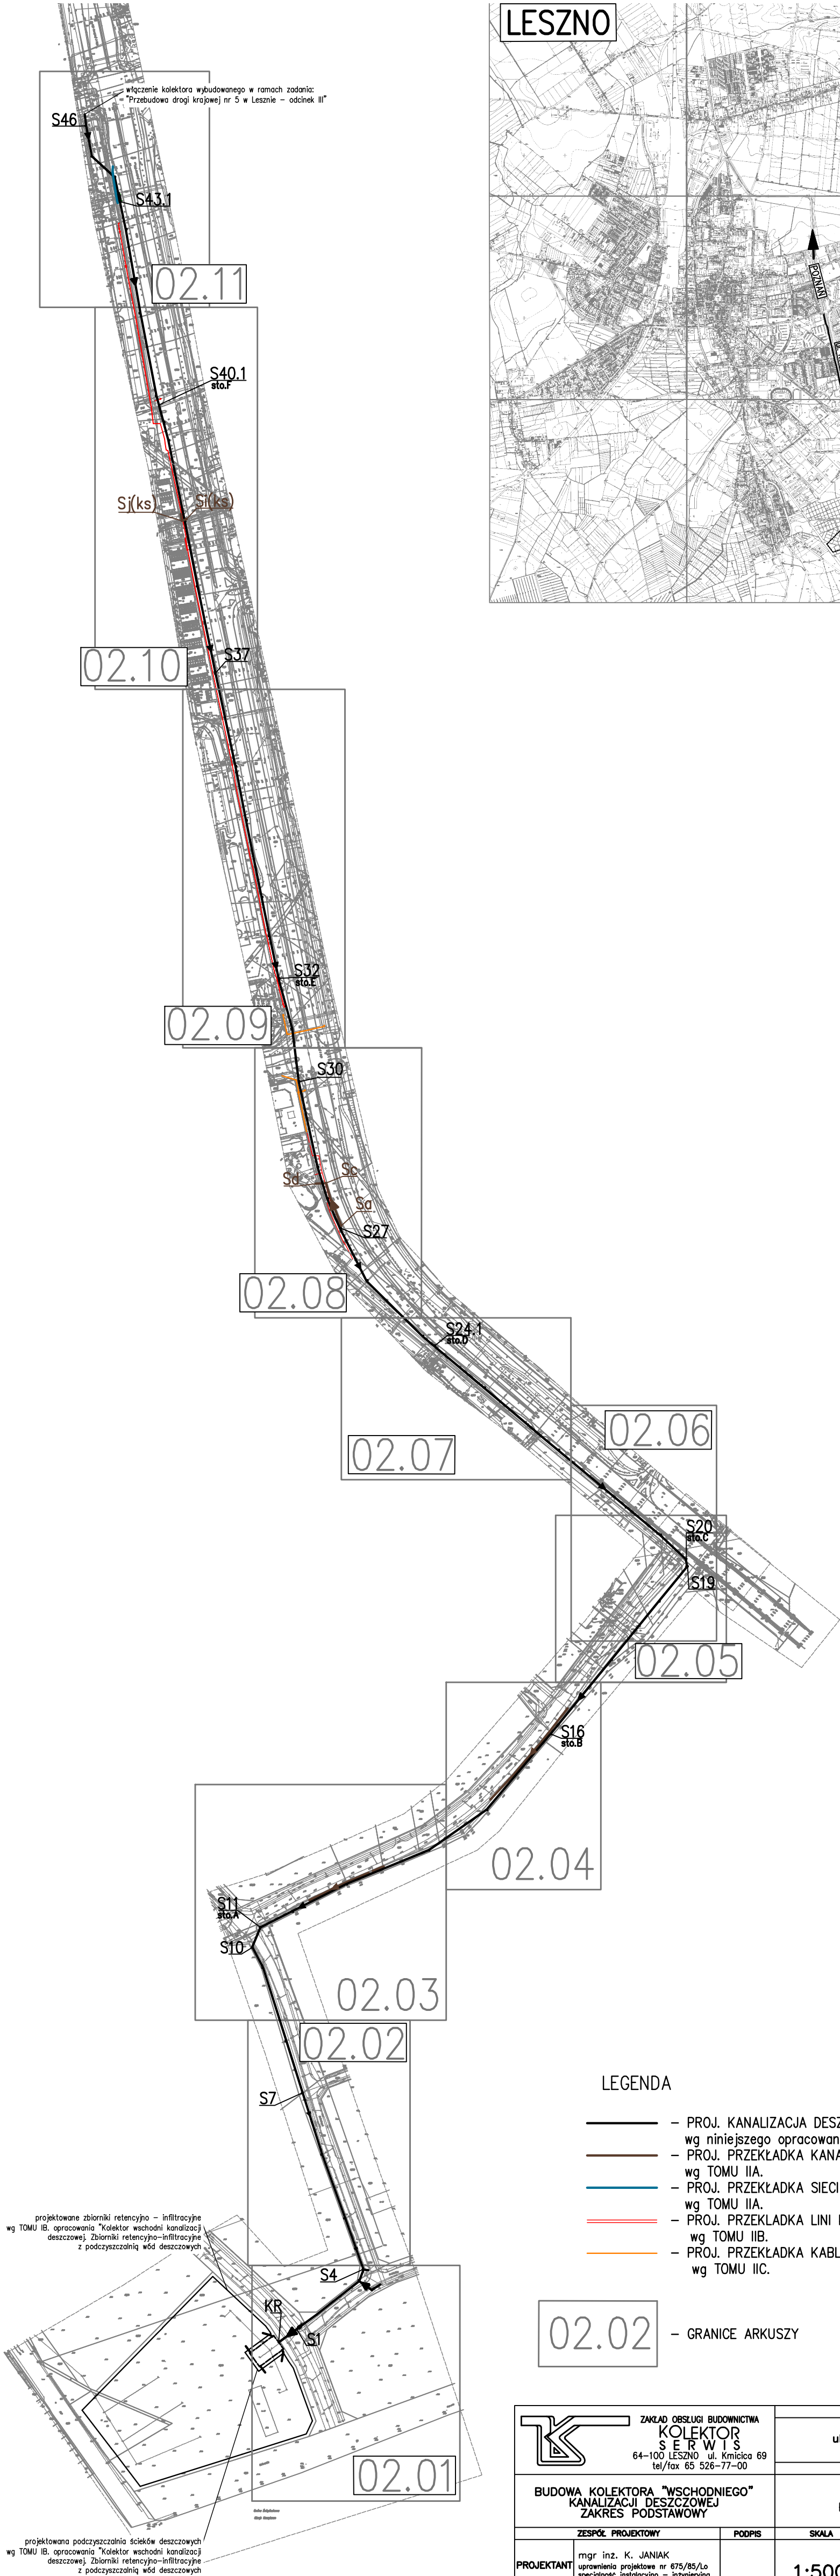 LESZNO
włączenie kolektora wybudowanego w ramach zadania:
"Przebudowa drogi krajowej nr 5 w Lesznie – odcinek III"
S46
S43.1
02.11
POZNAŃ
S40.1
sto.F
Sj(ks)
Si(ks)
02.10
S37
S32
sto.E
02.09
S30
Sd
Sc
Sa
S27
02.08
S24.1
sto.D
02.06
02.07
S20
sto.C
S19
02.05
S16
sto.B
02.04
S11
sto.A
S10
02.03
02.02
S7
LEGENDA
– PROJ. KANALIZACJA DESZ
wg niniejszego opracowan
– PROJ. PRZEKŁADKA KANA
wg TOMU IIA.
– PROJ. PRZEKŁADKA SIECI
wg TOMU IIA.
– PROJ. PRZEKLADKA LINI
wg TOMU IIB.
– PROJ. PRZEKŁADKA KABL
wg TOMU IIC.
02.02
– GRANICE ARKUSZY
projektowane zbiorniki retencyjno – infiltracyjne
wg TOMU IB. opracowania "Kolektor wschodni kanalizacji
deszczowej. Zbiorniki retencyjno–infiltracyjne
z podczyszczalnią wód deszczowych
S4
KR
S1
02.01
projektowana podczyszczalnia ścieków deszczowych
wg TOMU IB. opracowania "Kolektor wschodni kanalizacji
deszczowej. Zbiorniki retencyjno–infiltracyjne
z podczyszczalnią wód deszczowych
ZAKŁAD OBSŁUGI BUDOWNICTWA
KOLEKTOR
SERWIS
64–100 LESZNO ul. Kmicica 69
tel/fax 65 526–77–00
ul
BUDOWA KOLEKTORA "WSCHODNIEGO"
KANALIZACJI DESZCZOWEJ
ZAKRES PODSTAWOWY
ZESPÓŁ PROJEKTOWY
PODPIS
SKALA
PROJEKTANT
mgr inż. K. JANIAK
uprawnienia projektowe nr 675/85/Lo
specjalność instalacyjno – inżynieryjna
1:500